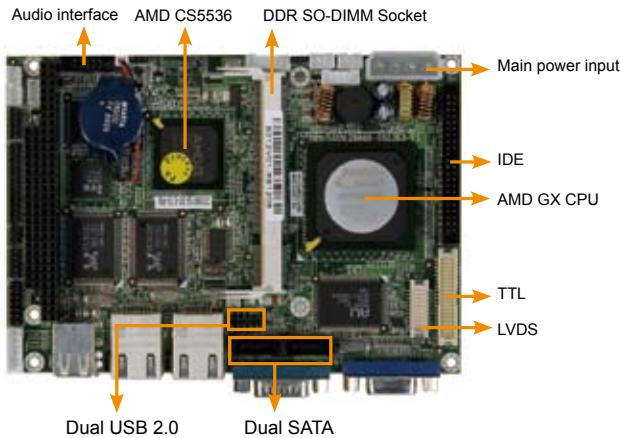 Audio interface
AMD CS5536
DDR SO-DIMM Socket
Main power input
IDE
AMD GX CPU
TTL
LVDS
Dual USB 2.0
Dual SATA